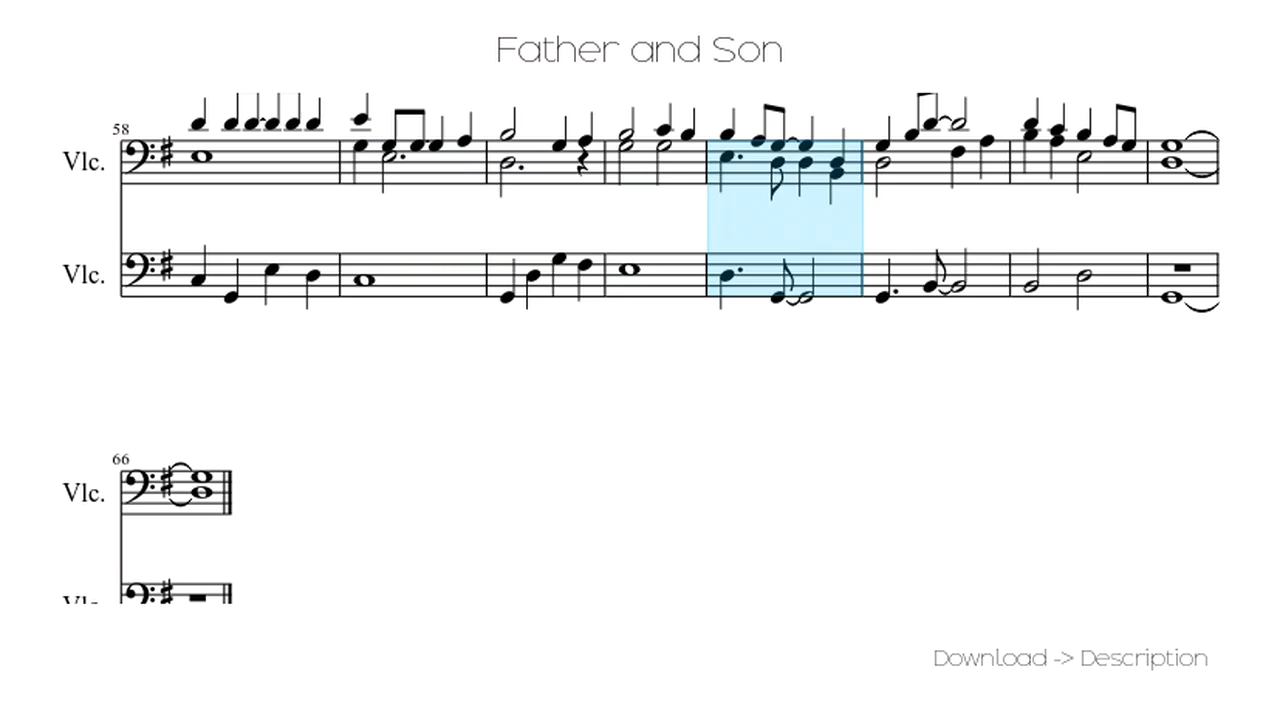 Father and Son
58
Vlc.
Vlc.
66
Vlc.
Vlc.
Download -> Description